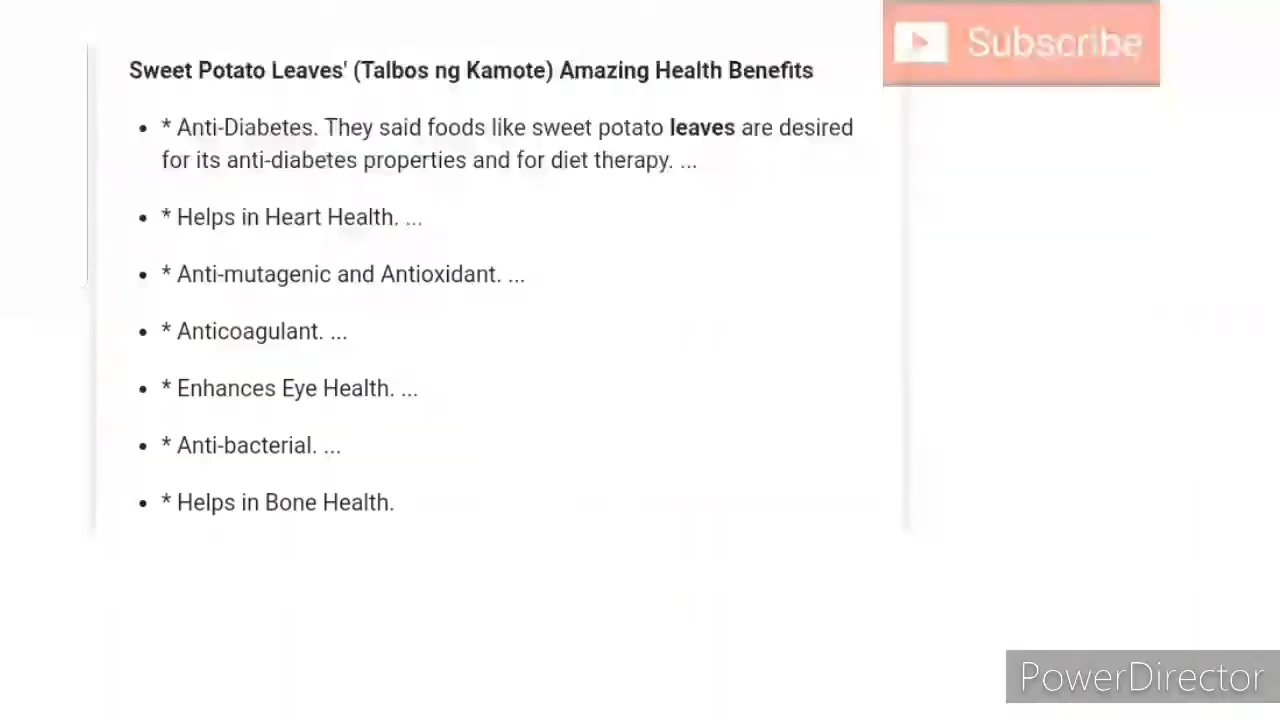 Subscribe
Sweet Potato Leaves' (Talbos ng Kamote) Amazing Health Benefits
• * Anti-Diabetes. They said foods like sweet potato leaves are desired
for its anti-diabetes properties and for diet therapy. ...
• * Helps in Heart Health. ...
• * Anti-mutagenic and Antioxidant. ...
• * Anticoagulant. ...
• * Enhances Eye Health. ...
• * Anti-bacterial. ...
• * Helps in Bone Health.
PowerDirector